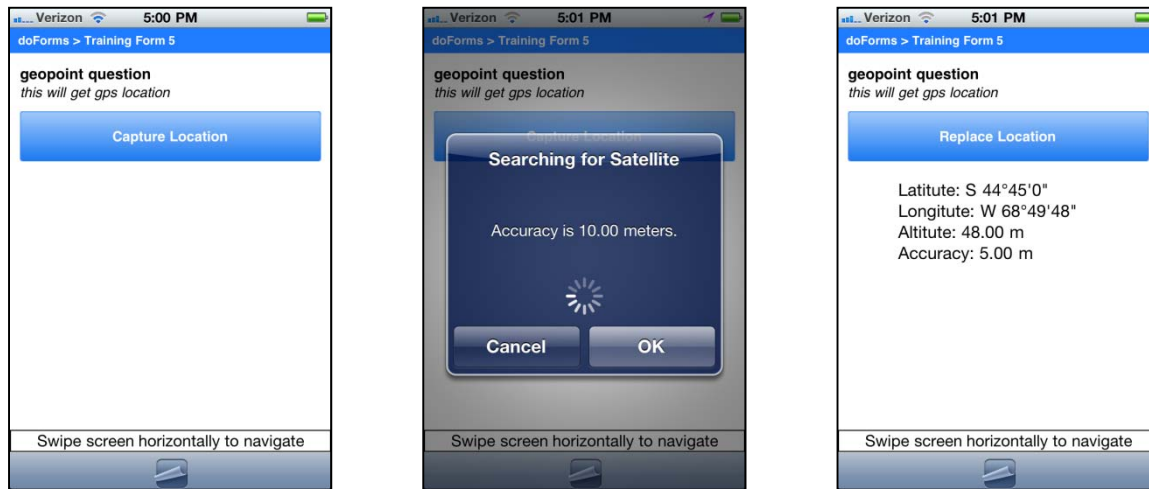 Verizon 5:00 PM
doForms > Training Form 5
geopoint question
this will get gps location
Capture Location
Swipe screen horizontally to navigate
Verizon 5:01 PM
doForms > Training Form 5
geopoint question
this will get gps location
Capture Location
Searching for Satellite
Accuracy is 10.00 meters.
Cancel OK
Swipe screen horizontally to navigate
Verizon 5:01 PM
doForms > Training Form 5
geopoint question
this will get gps location
Replace Location
Latitute: S 44°45'0"
Longitute: W 68°49'48"
Altitute: 48.00 m
Accuracy: 5.00 m
Swipe screen horizontally to navigate